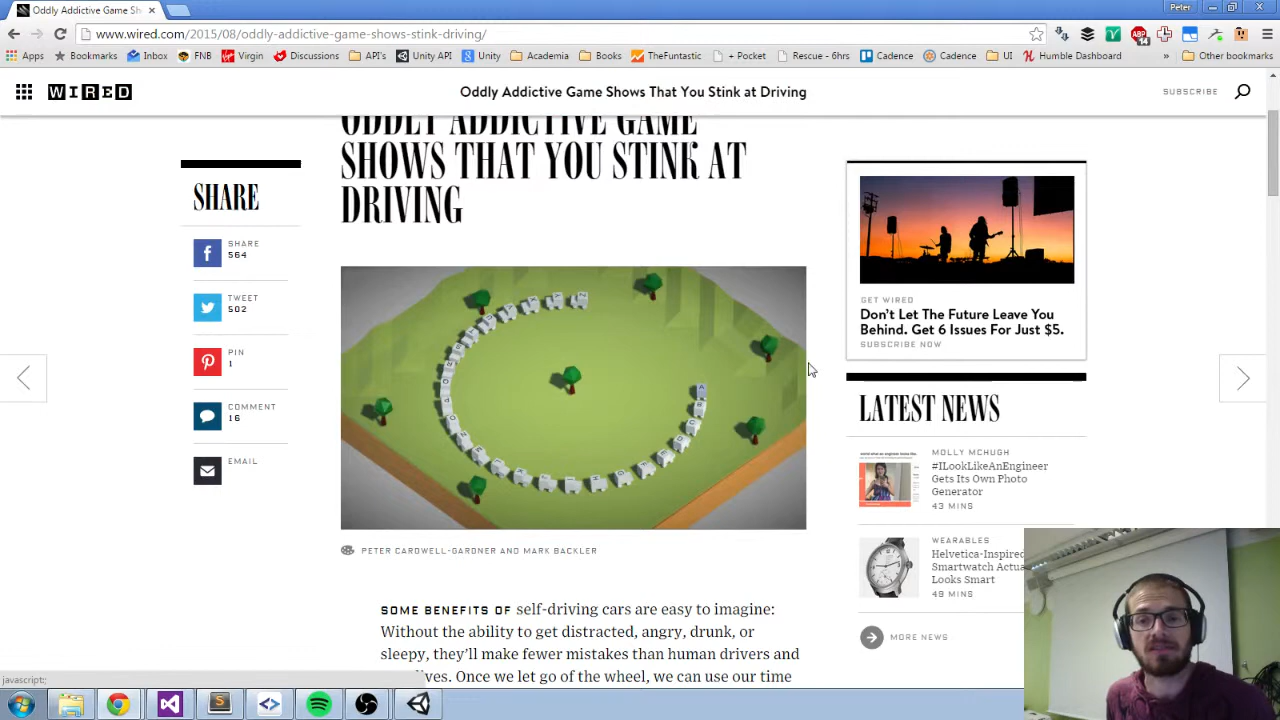 Oddly Addictive Game Sh
Peter
www.wired.com/2015/08/oddly-addictive-game-shows-stink-driving/
Apps
Bookmarks
Inbox
FNB
Virgin
Discussions
API's
Unity API
Unity
Academia
Books
TheFuntastic
+ Pocket
Rescue - 6hrs
Cadence
Cadence
UI
Humble Dashboard
»
Other bookmarks
WIRED
Oddly Addictive Game Shows That You Stink at Driving
SUBSCRIBE
ODDLY ADDICTIVE GAME
SHOWS THAT YOU STINK AT
DRIVING
SHARE
SHARE
564
TWEET
502
PIN
1
COMMENT
16
EMAIL
PETER CARDWELL-GARDNER AND MARK BACKLER
SOME BENEFITS OF self-driving cars are easy to imagine:
Without the ability to get distracted, angry, drunk, or
sleepy, they'll make fewer mistakes than human drivers and
lives. Once we let go of the wheel, we can use our time
GET WIRED
Don't Let The Future Leave You
Behind. Get 6 Issues For Just $5.
SUBSCRIBE NOW
LATEST NEWS
MOLLY MCHUGH
#ILookLikeAnEngineer
Gets Its Own Photo
Generator
43 MINS
WEARABLES
Helvetica-Inspired
Smartwatch Actua
Looks Smart
49 MINS
MORE NEWS
javascript:;